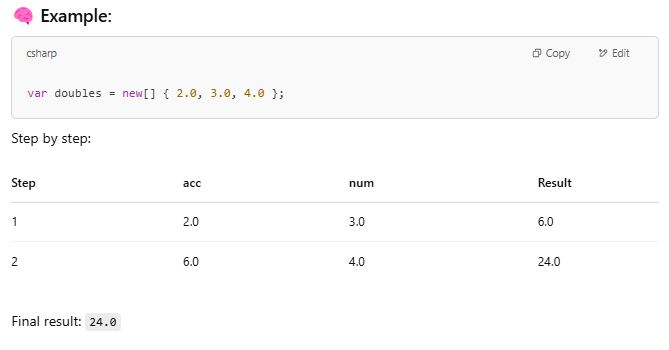 🧠 Example:
csharp Copy Edit
var doubles = new[] { 2.0, 3.0, 4.0 };
Step by step:
Step acc num Result
1 2.0 3.0 6.0
2 6.0 4.0 24.0
Final result: 24.0